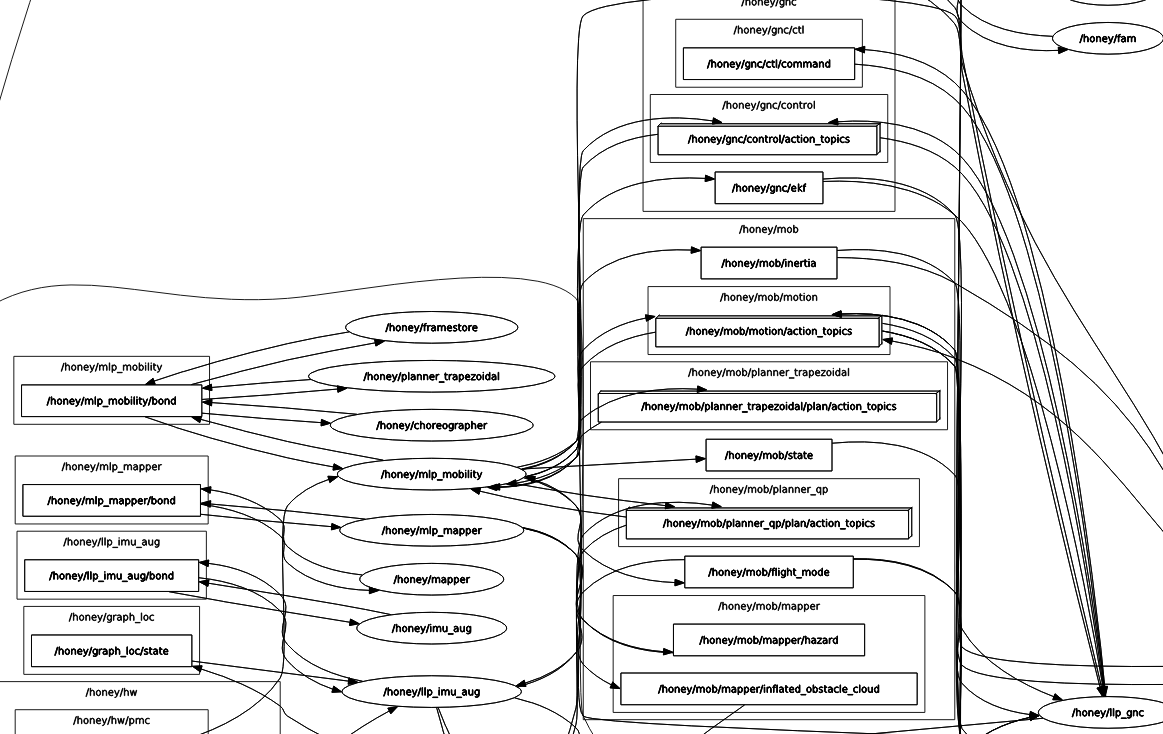 /honey/gnc
/honey/gnc/ctl
/honey/gnc/ctl/command
/honey/fam
/honey/gnc/control
/honey/gnc/control/action_topics
/honey/gnc/ekf
/honey/mob
/honey/mob/inertia
/honey/mob/motion
/honey/mob/motion/action_topics
/honey/framestore
/honey/mlp_mobility
/honey/mlp_mobility/bond
/honey/planner_trapezoidal
/honey/mob/planner_trapezoidal
/honey/mob/planner_trapezoidal/plan/action_topics
/honey/choreographer
/honey/mob/state
/honey/mlp_mapper
/honey/mlp_mapper/bond
/honey/mlp_mobility
/honey/mob/planner_qp
/honey/mob/planner_qp/plan/action_topics
/honey/mlp_mapper
/honey/llp_imu_aug
/honey/llp_imu_aug/bond
/honey/mapper
/honey/mob/flight_mode
/honey/graph_loc
/honey/graph_loc/state
/honey/imu_aug
/honey/mob/mapper
/honey/mob/mapper/hazard
/honey/hw
/honey/hw/pmc
/honey/llp_imu_aug
/honey/mob/mapper/inflated_obstacle_cloud
/honey/llp_gnc